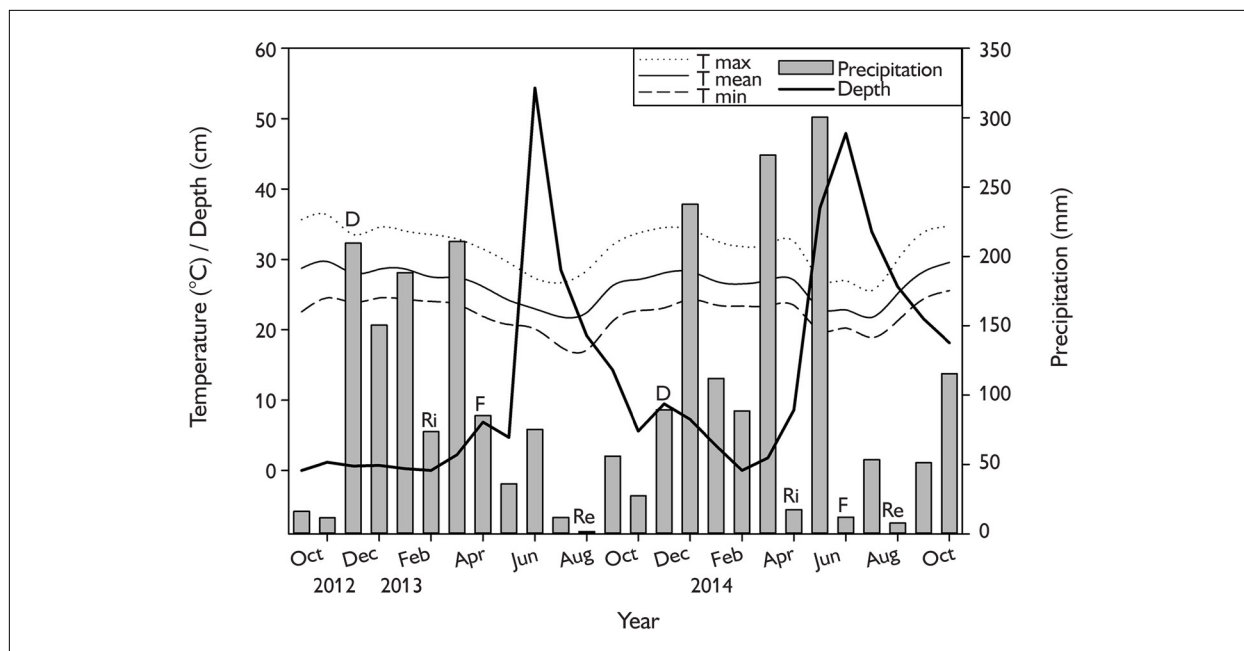 60
50
40
30
20
10
0
Temperature (°C) / Depth (cm)
T max
T mean
T min
Precipitation
Depth
350
300
250
200
150
100
50
0
Precipitation (mm)
D
Ri
F
Re
D
Ri
F
Re
Oct Dec Feb Apr Jun Aug Oct Dec Feb Apr Jun Aug Oct
2012 2013 2014
Year